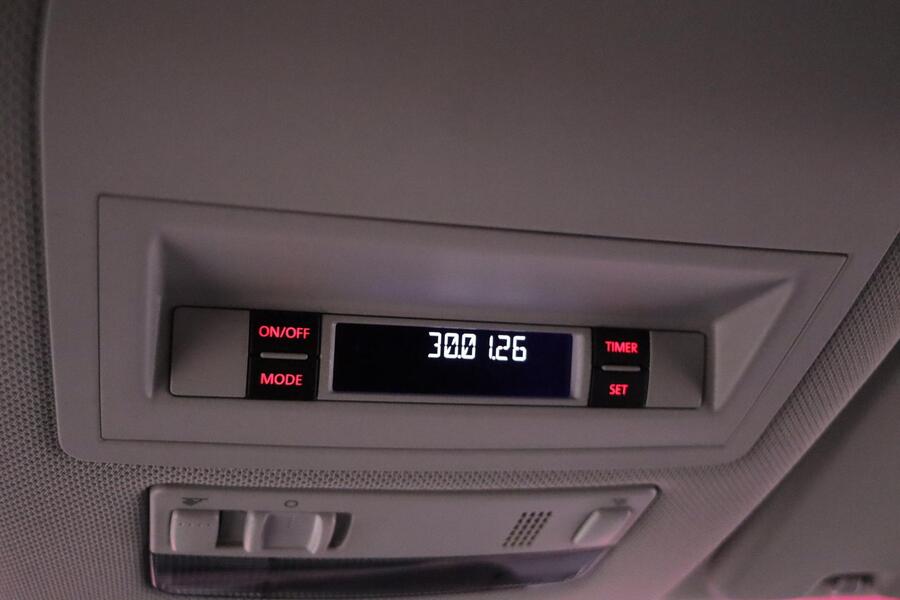 ON/OFF
30.01.26
TIMER
MODE
SET